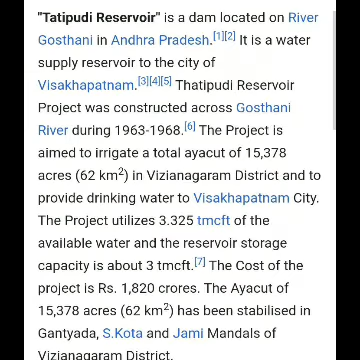 "Tatipudi Reservoir" is a dam located on River
Gosthani in Andhra Pradesh.[1][2] It is a water
supply reservoir to the city of
Visakhapatnam.[3][4][5] Thatipudi Reservoir
Project was constructed across Gosthani
River during 1963-1968.[6] The Project is
aimed to irrigate a total ayacut of 15,378
acres (62 km2) in Vizianagaram District and to
provide drinking water to Visakhapatnam City.
The Project utilizes 3.325 tmcft of the
available water and the reservoir storage
capacity is about 3 tmcft.[7] The Cost of the
project is Rs. 1,820 crores. The Ayacut of
15,378 acres (62 km2) has been stabilised in
Gantyada, S.Kota and Jami Mandals of
Vizianagaram District.